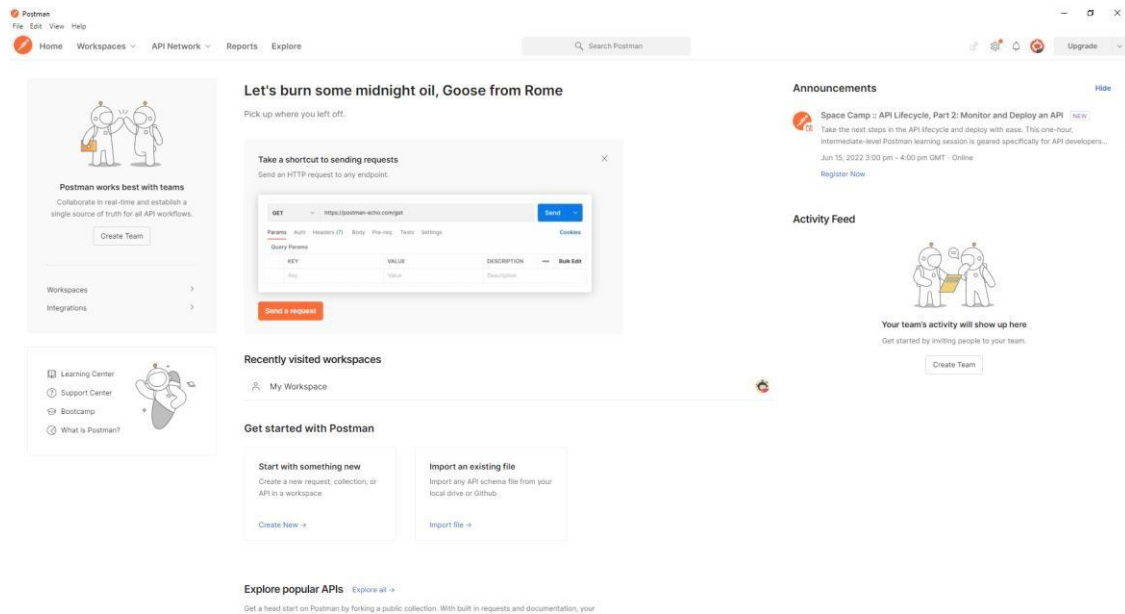 Postman
File Edit View Help
Home Workspaces API Network Reports Explore
Search Postman
Upgrade
Postman works best with teams
Collaborate in real-time and establish a
single source of truth for all API workflows.
Create Team
Workspaces
Integrations
Learning Center
Support Center
Bootcamp
What is Postman?
Let's burn some midnight oil, Goose from Rome
Pick up where you left off.
Take a shortcut to sending requests
Send an HTTP request to any endpoint.
GET https://postman-echo.com/get Send
Params Auth Headers (7) Body Pre-req. Tests Settings Cookies
Query Params
KEY VALUE DESCRIPTION Bulk Edit
Key Value Description
Send a request
Recently visited workspaces
My Workspace
Get started with Postman
Start with something new
Create a new request, collection, or
API in a workspace
Create New →
Import an existing file
Import any API schema file from your
local drive or Github
Import file →
Explore popular APIs Explore all →
Get a head start on Postman by forking a public collection. With built in requests and documentation, your
Announcements Hide
Space Camp :: API Lifecycle, Part 2: Monitor and Deploy an API NEW
Take the next steps in the API lifecycle and deploy with ease. This one-hour,
intermediate-level Postman learning session is geared specifically for API developers...
Jun 15, 2022 3:00 pm – 4:00 pm GMT · Online
Register Now
Activity Feed
Your team's activity will show up here
Get started by inviting people to your team.
Create Team